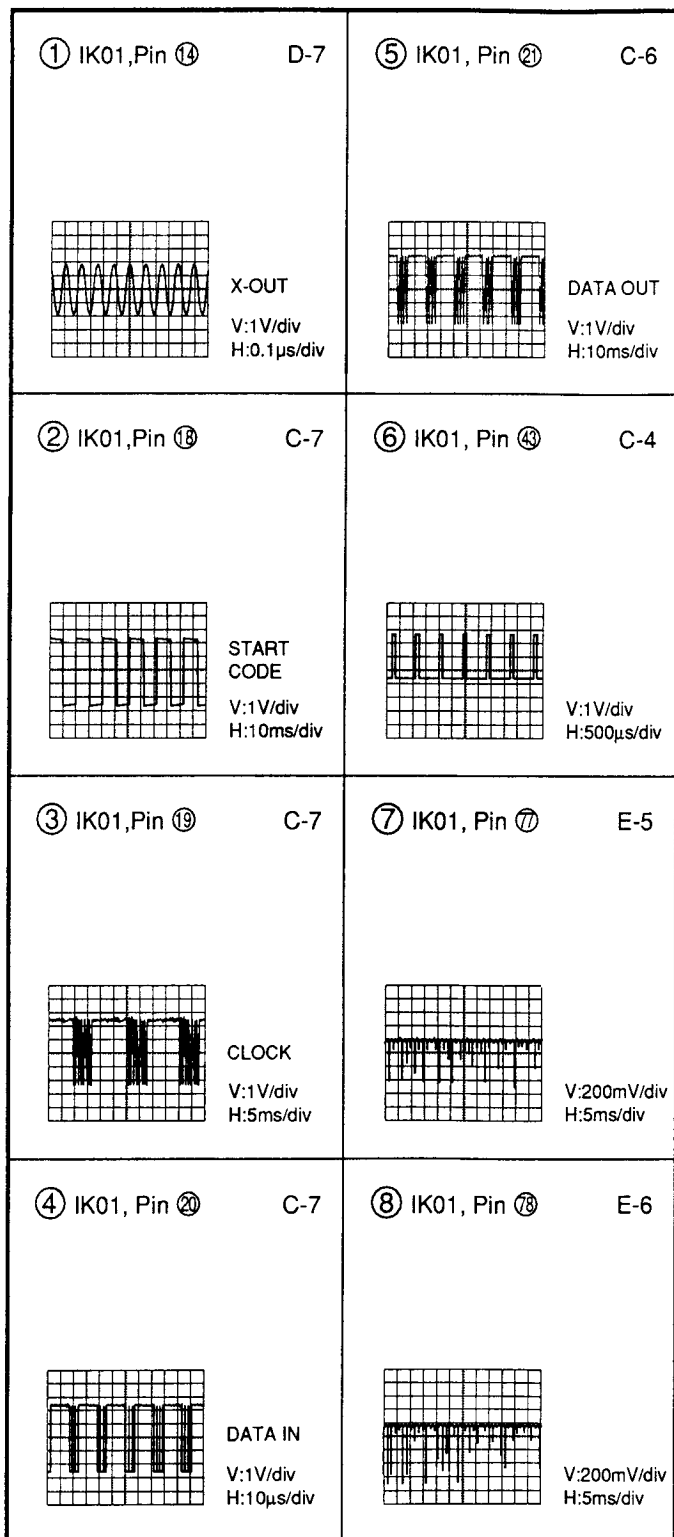 ① IK01,Pin ⑭ D-7
X-OUT
V:1V/div
H:0.1µs/div
② IK01,Pin ⑱ C-7
START
CODE
V:1V/div
H:10ms/div
③ IK01,Pin ⑲ C-7
CLOCK
V:1V/div
H:5ms/div
④ IK01, Pin ⑳ C-7
DATA IN
V:1V/div
H:10µs/div
⑤ IK01, Pin ㉑ C-6
DATA OUT
V:1V/div
H:10ms/div
⑥ IK01, Pin ㊸ C-4
V:1V/div
H:500µs/div
⑦ IK01, Pin 77 E-5
V:200mV/div
H:5ms/div
⑧ IK01, Pin 78 E-6
V:200mV/div
H:5ms/div